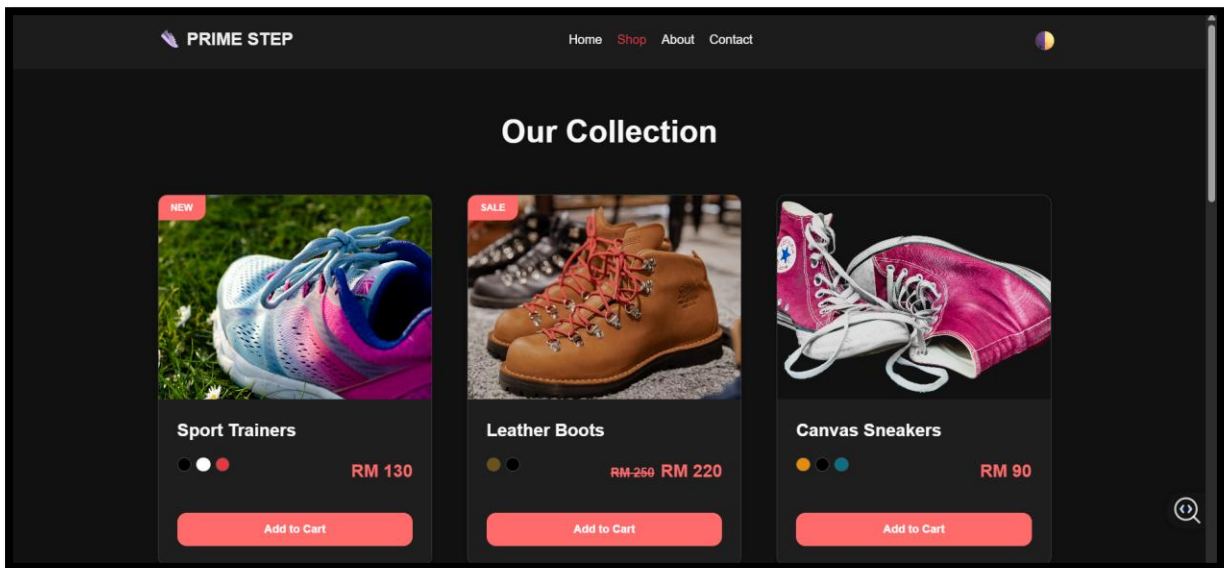 PRIME STEP
Home Shop About Contact
Our Collection
NEW
SALE
Sport Trainers
Leather Boots
Canvas Sneakers
RM 130
RM 250 RM 220
RM 90
Add to Cart
Add to Cart
Add to Cart